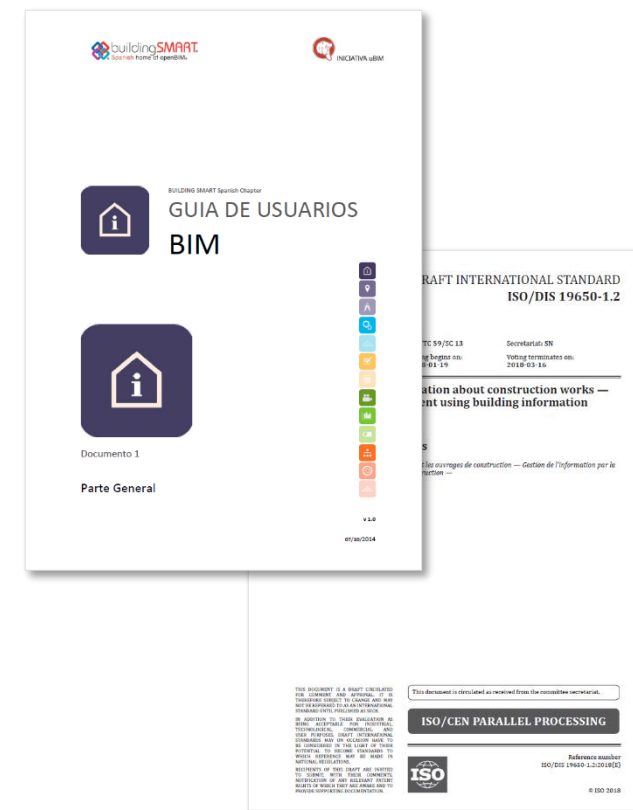 buildingSMART.
Spanish home of openBIM.
INICIATIVA uBIM
BUILDING SMART Spanish Chapter
GUIA DE USUARIOS
BIM
Documento 1
Parte General
v 1.0
07/10/2014
RAFT INTERNATIONAL STANDARD
ISO/DIS 19650-1.2
TC 59/SC 13
Secretariat: SN
ng begins on:
Voting terminates on:
8-01-19
2018-03-16
ation about construction works —
ent using building information
s
les ouvrages de construction — Gestion de l'information par la
ruction —
THIS DOCUMENT IS A DRAFT CIRCULATED
FOR COMMENT AND APPROVAL. IT IS
THEREFORE SUBJECT TO CHANGE AND MAY
NOT BE REFERRED TO AS AN INTERNATIONAL
STANDARD UNTIL PUBLISHED AS SUCH.
IN ADDITION TO THEIR EVALUATION AS
BEING ACCEPTABLE FOR INDUSTRIAL,
TECHNOLOGICAL, COMMERCIAL AND
USER PURPOSES, DRAFT INTERNATIONAL
STANDARDS MAY ON OCCASION HAVE TO
BE CONSIDERED IN THE LIGHT OF THEIR
POTENTIAL TO BECOME STANDARDS TO
WHICH REFERENCE MAY BE MADE IN
NATIONAL REGULATIONS.
RECIPIENTS OF THIS DRAFT ARE INVITED
TO SUBMIT, WITH THEIR COMMENTS,
NOTIFICATION OF ANY RELEVANT PATENT
RIGHTS OF WHICH THEY ARE AWARE AND TO
PROVIDE SUPPORTING DOCUMENTATION.
This document is circulated as received from the committee secretariat.
ISO/CEN PARALLEL PROCESSING
ISO
Reference number
ISO/DIS 19650-1.2:2018(E)
© ISO 2018